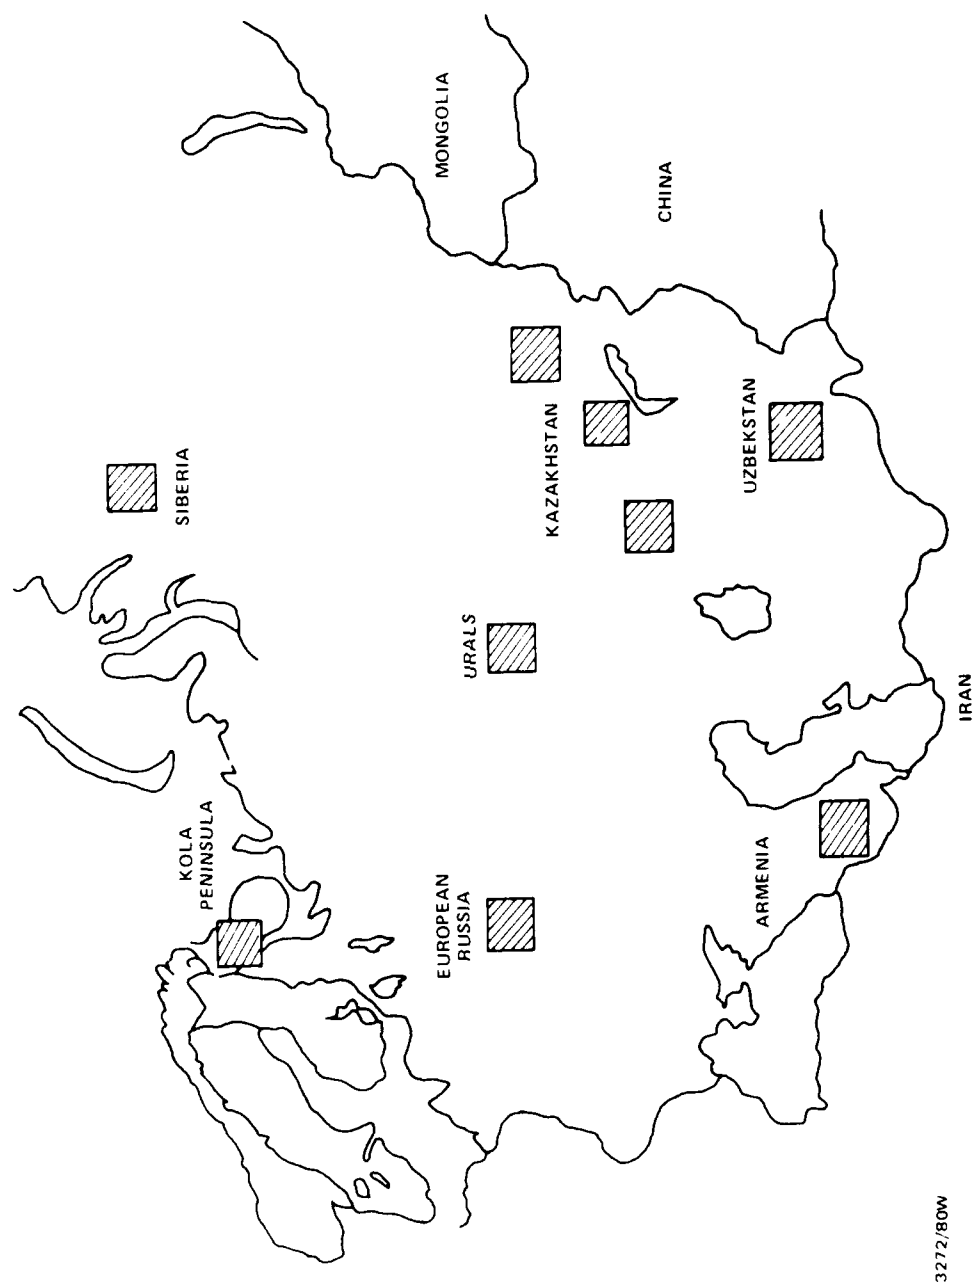 KOLA
PENINSULA
SIBERIA
MONGOLIA
EUROPEAN
RUSSIA
URALS
KAZAKHSTAN
CHINA
ARMENIA
UZBEKSTAN
IRAN
3272/80W